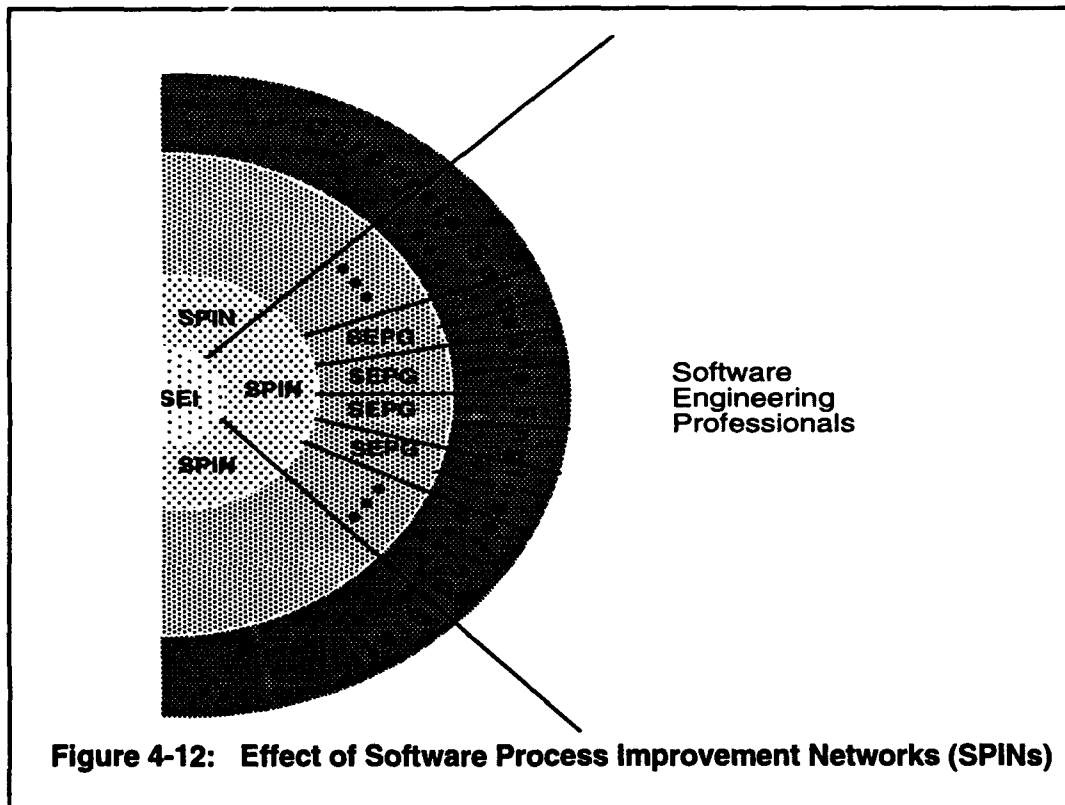 SPIN
SEPG
SEPG
SEI
SPIN
SEPG
SPIN
SEPG
Software
Engineering
Professionals
Figure 4-12: Effect of Software Process Improvement Networks (SPINs)